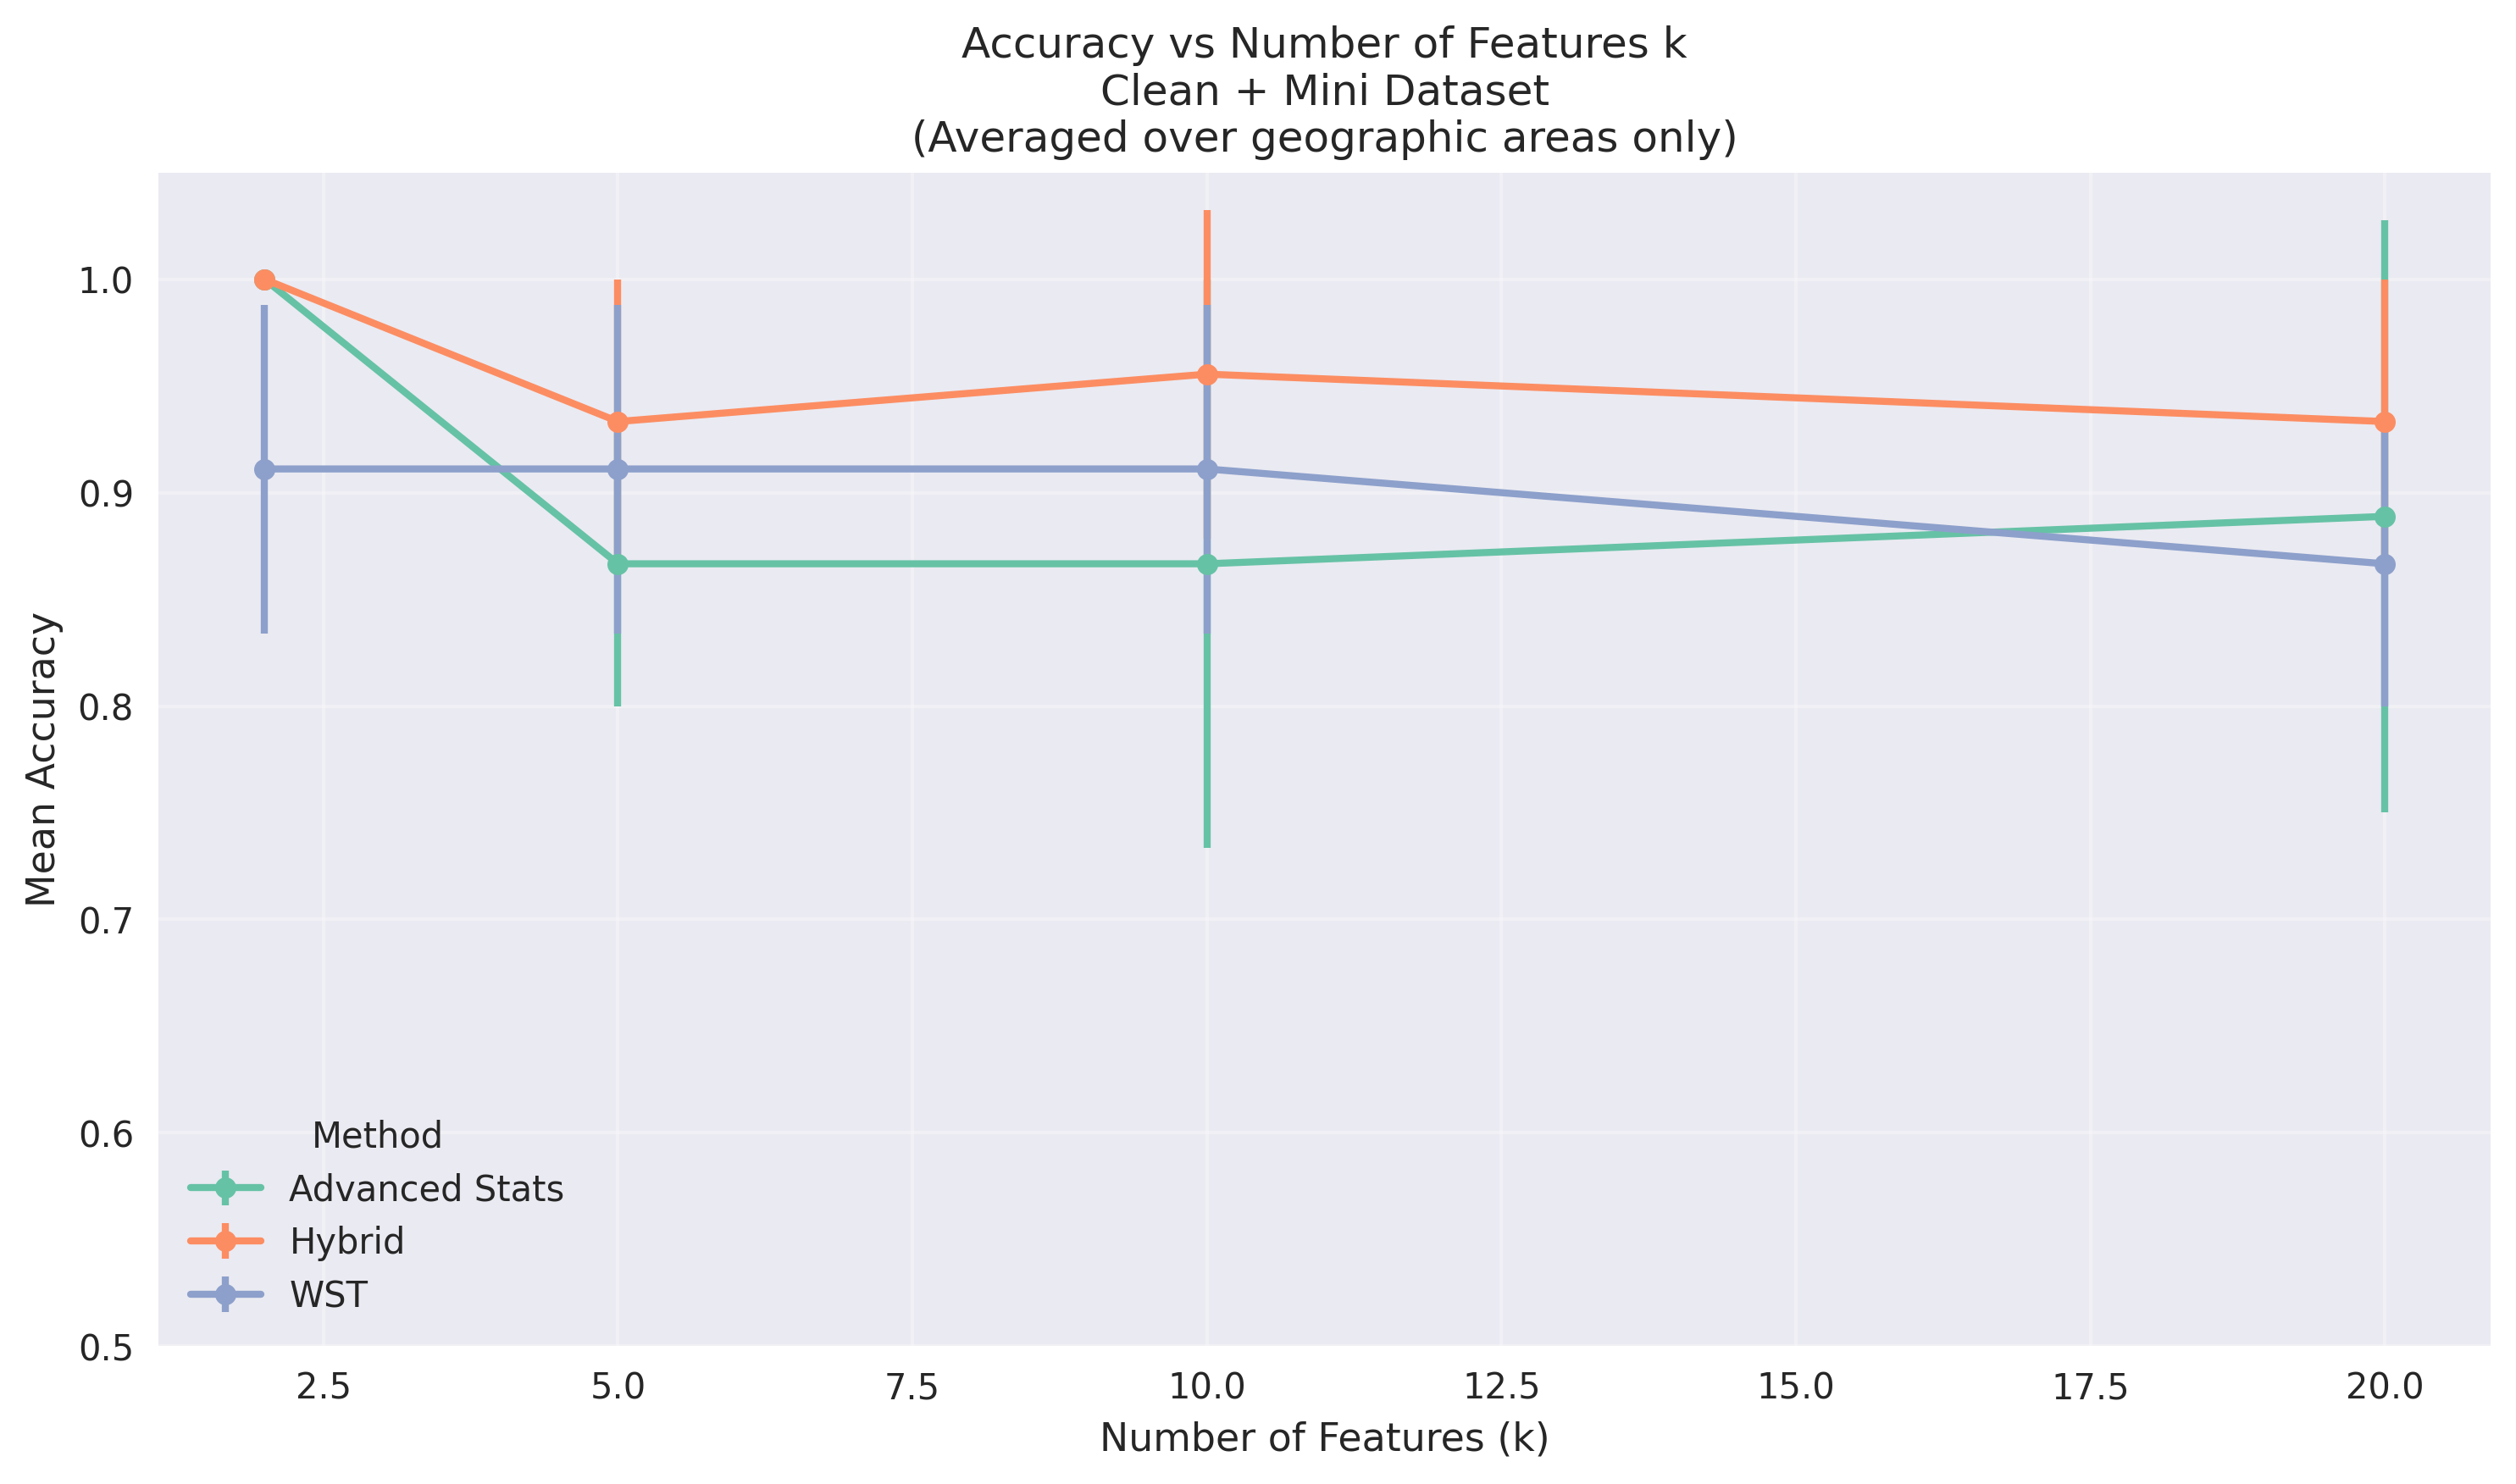 Accuracy vs Number of Features k
Clean + Mini Dataset
(Averaged over geographic areas only)
Mean Accuracy
1.0
0.9
0.8
0.7
0.6
0.5
Method
Advanced Stats
Hybrid
WST
2.5 5.0 7.5 10.0 12.5 15.0 17.5 20.0
Number of Features (k)